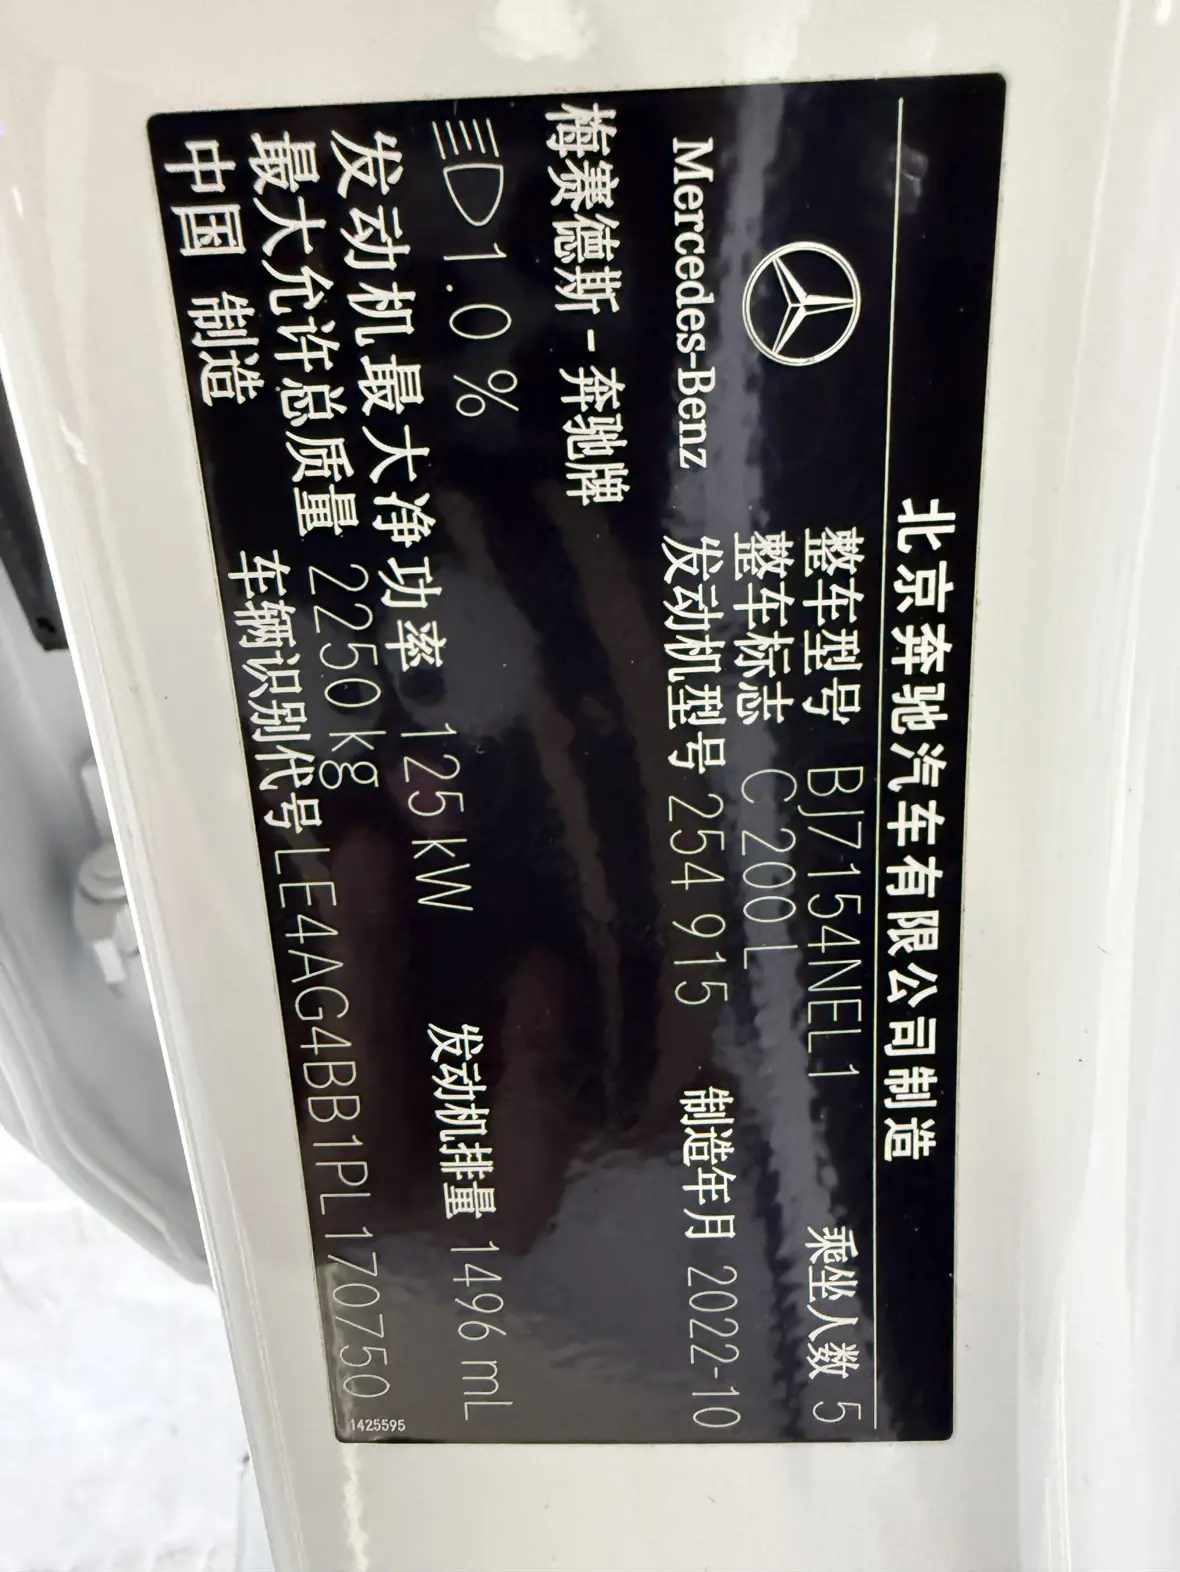 北京奔驰汽车有限公司制造
整车型号 BJ7154NEL1 乘坐人数 5
整车标志 C 200 L
Mercedes-Benz 发动机型号 254 915 制造年月 2022-10
梅赛德斯-奔驰牌
1.0 %
发动机最大净功率 125 kW 发动机排量 1496 mL
最大允许总质量 2250 kg
中国 制造 车辆识别代号 LE4AG4BB1PL170750
1425595